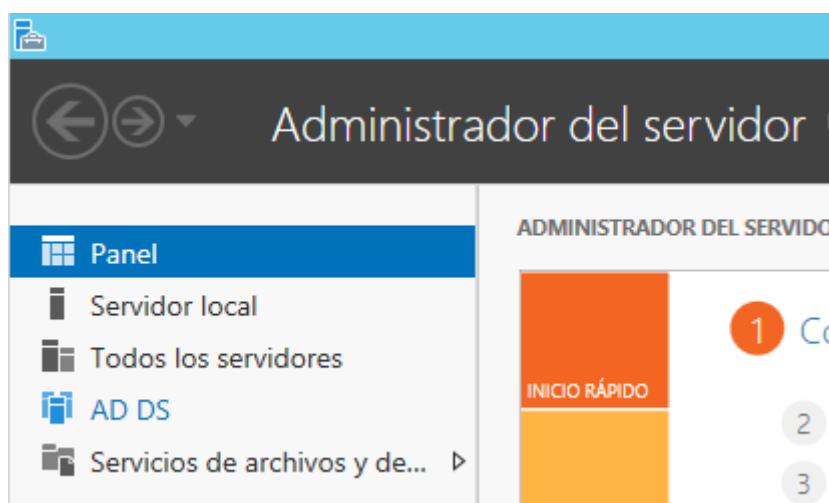 Administrador del servidor
Panel
Servidor local
Todos los servidores
AD DS
Servicios de archivos y de...
ADMINISTRADOR DEL SERVIDO
INICIO RÁPIDO
1
2
3